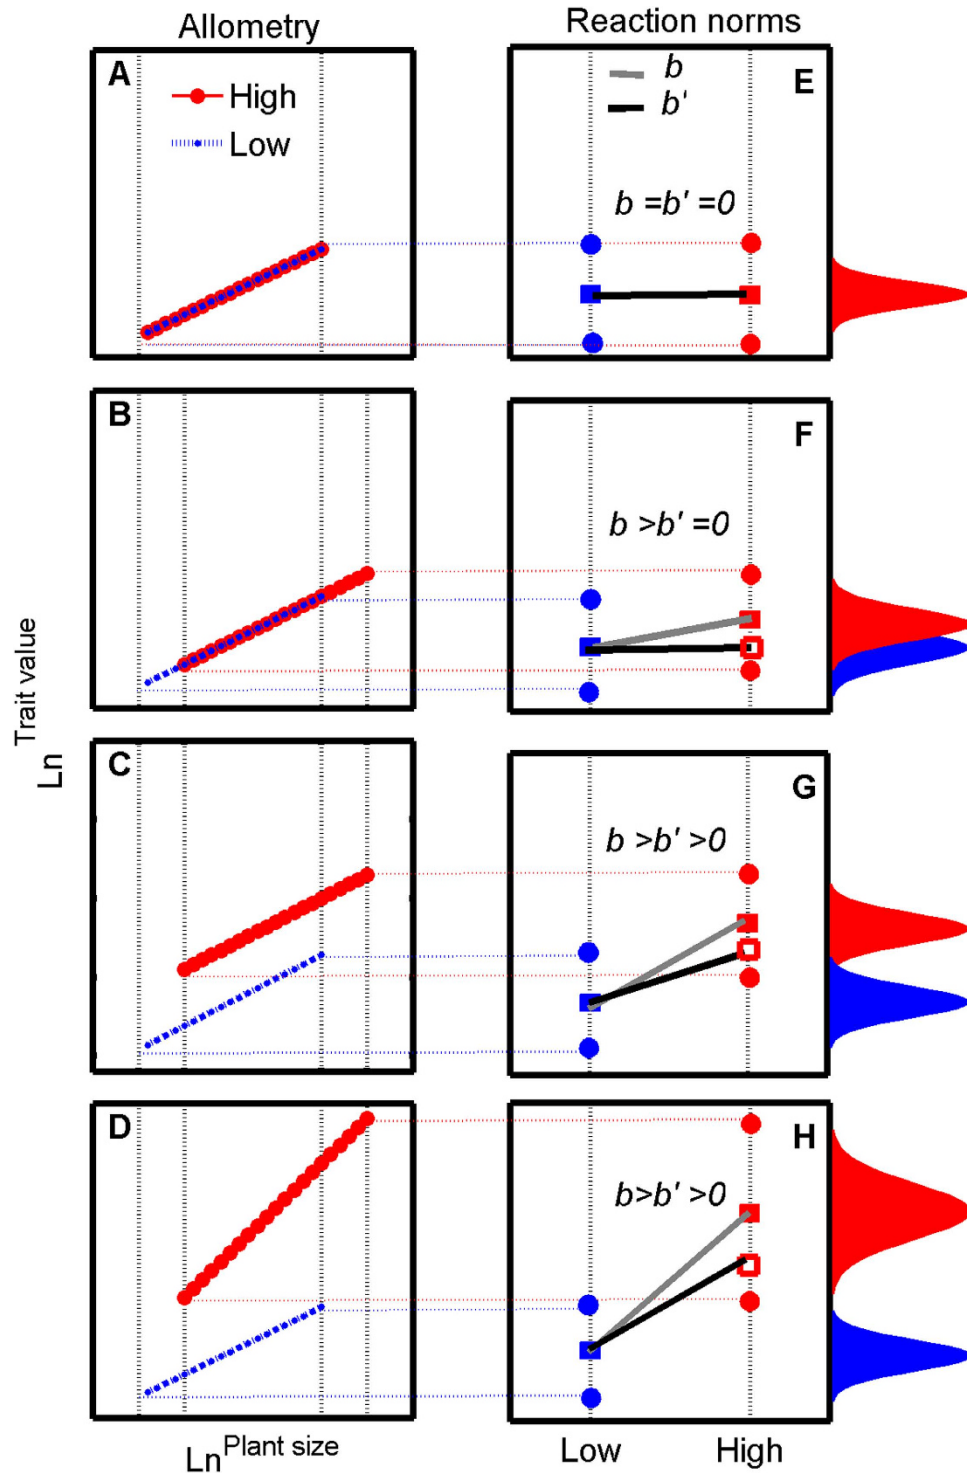 Allometry
Reaction norms
A
High
Low
E
b
b'
b =b' =0
B
F
b >b' =0
C
G
b >b' >0
D
H
b>b' >0
Ln Trait value
Ln Plant size
Low
High